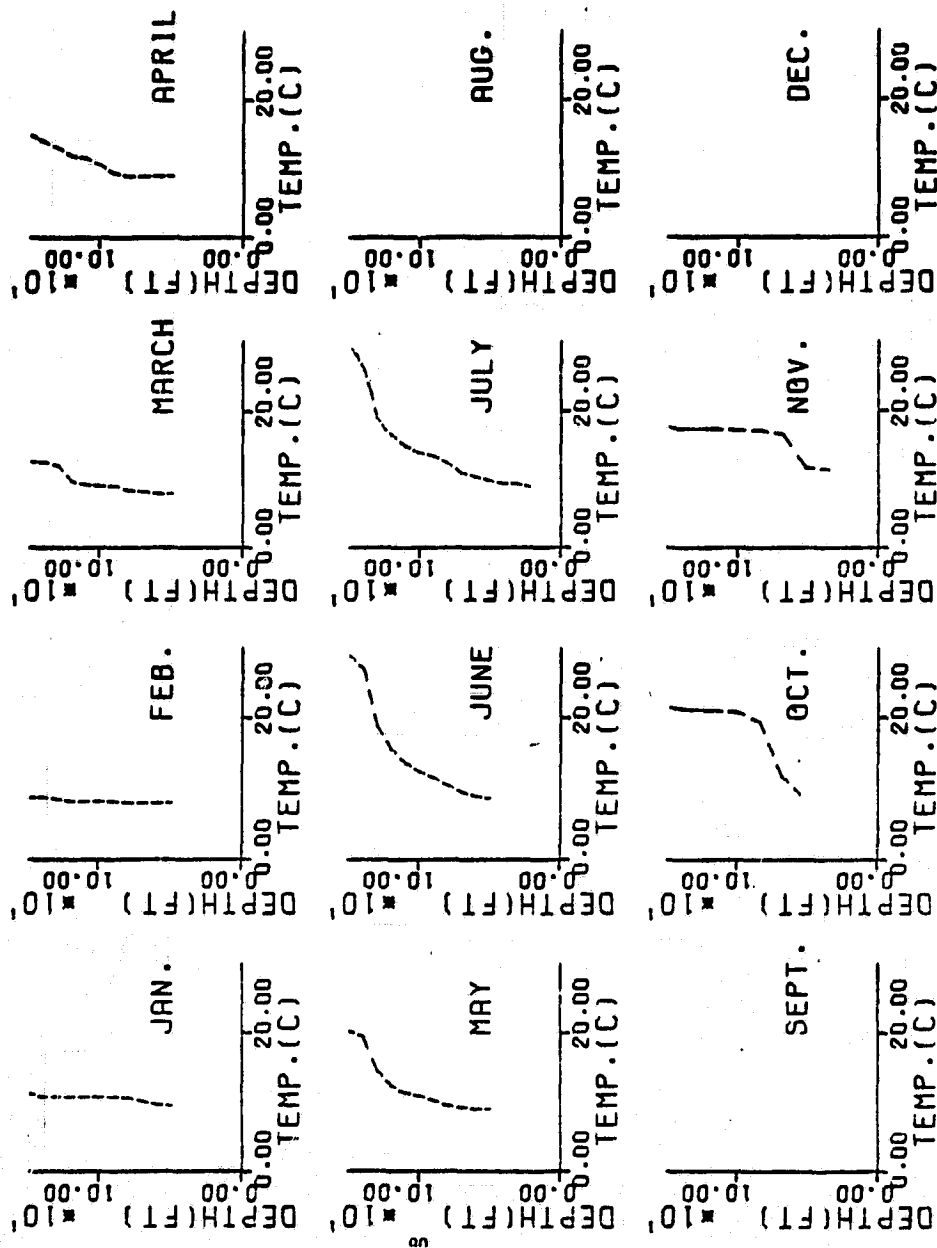 JAN.
DEPTH(FT) *10¹
0.00 10.00
0.00 20.00
TEMP.(C)
FEB.
DEPTH(FT) *10¹
0.00 10.00
0.00 20.00
TEMP.(C)
MARCH
DEPTH(FT) *10¹
0.00 10.00
0.00 20.00
TEMP.(C)
APRIL
DEPTH(FT) *10¹
0.00 10.00
0.00 20.00
TEMP.(C)
MAY
DEPTH(FT) *10¹
0.00 10.00
0.00 20.00
TEMP.(C)
JUNE
DEPTH(FT) *10¹
0.00 10.00
0.00 20.00
TEMP.(C)
JULY
DEPTH(FT) *10¹
0.00 10.00
0.00 20.00
TEMP.(C)
AUG.
DEPTH(FT) *10¹
0.00 10.00
0.00 20.00
TEMP.(C)
SEPT.
DEPTH(FT) *10¹
0.00 10.00
0.00 20.00
TEMP.(C)
OCT.
DEPTH(FT) *10¹
0.00 10.00
0.00 20.00
TEMP.(C)
NOV.
DEPTH(FT) *10¹
0.00 10.00
0.00 20.00
TEMP.(C)
DEC.
DEPTH(FT) *10¹
0.00 10.00
0.00 20.00
TEMP.(C)